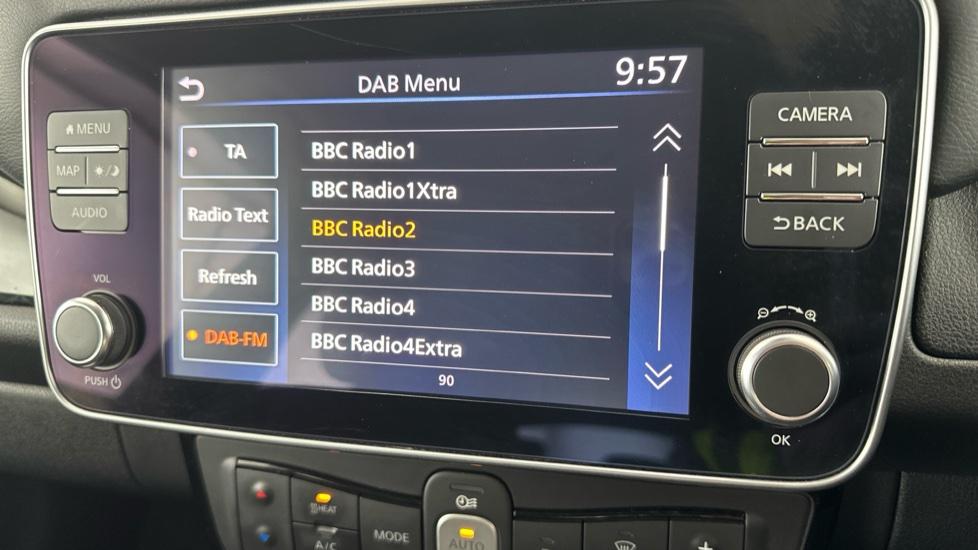 DAB Menu
9:57
TA
Radio Text
Refresh
DAB-FM
BBC Radio1
BBC Radio1Xtra
BBC Radio2
BBC Radio3
BBC Radio4
BBC Radio4Extra
90
MENU
MAP
AUDIO
VOL
PUSH
CAMERA
BACK
OK
HEAT
A/C
MODE
AUTO